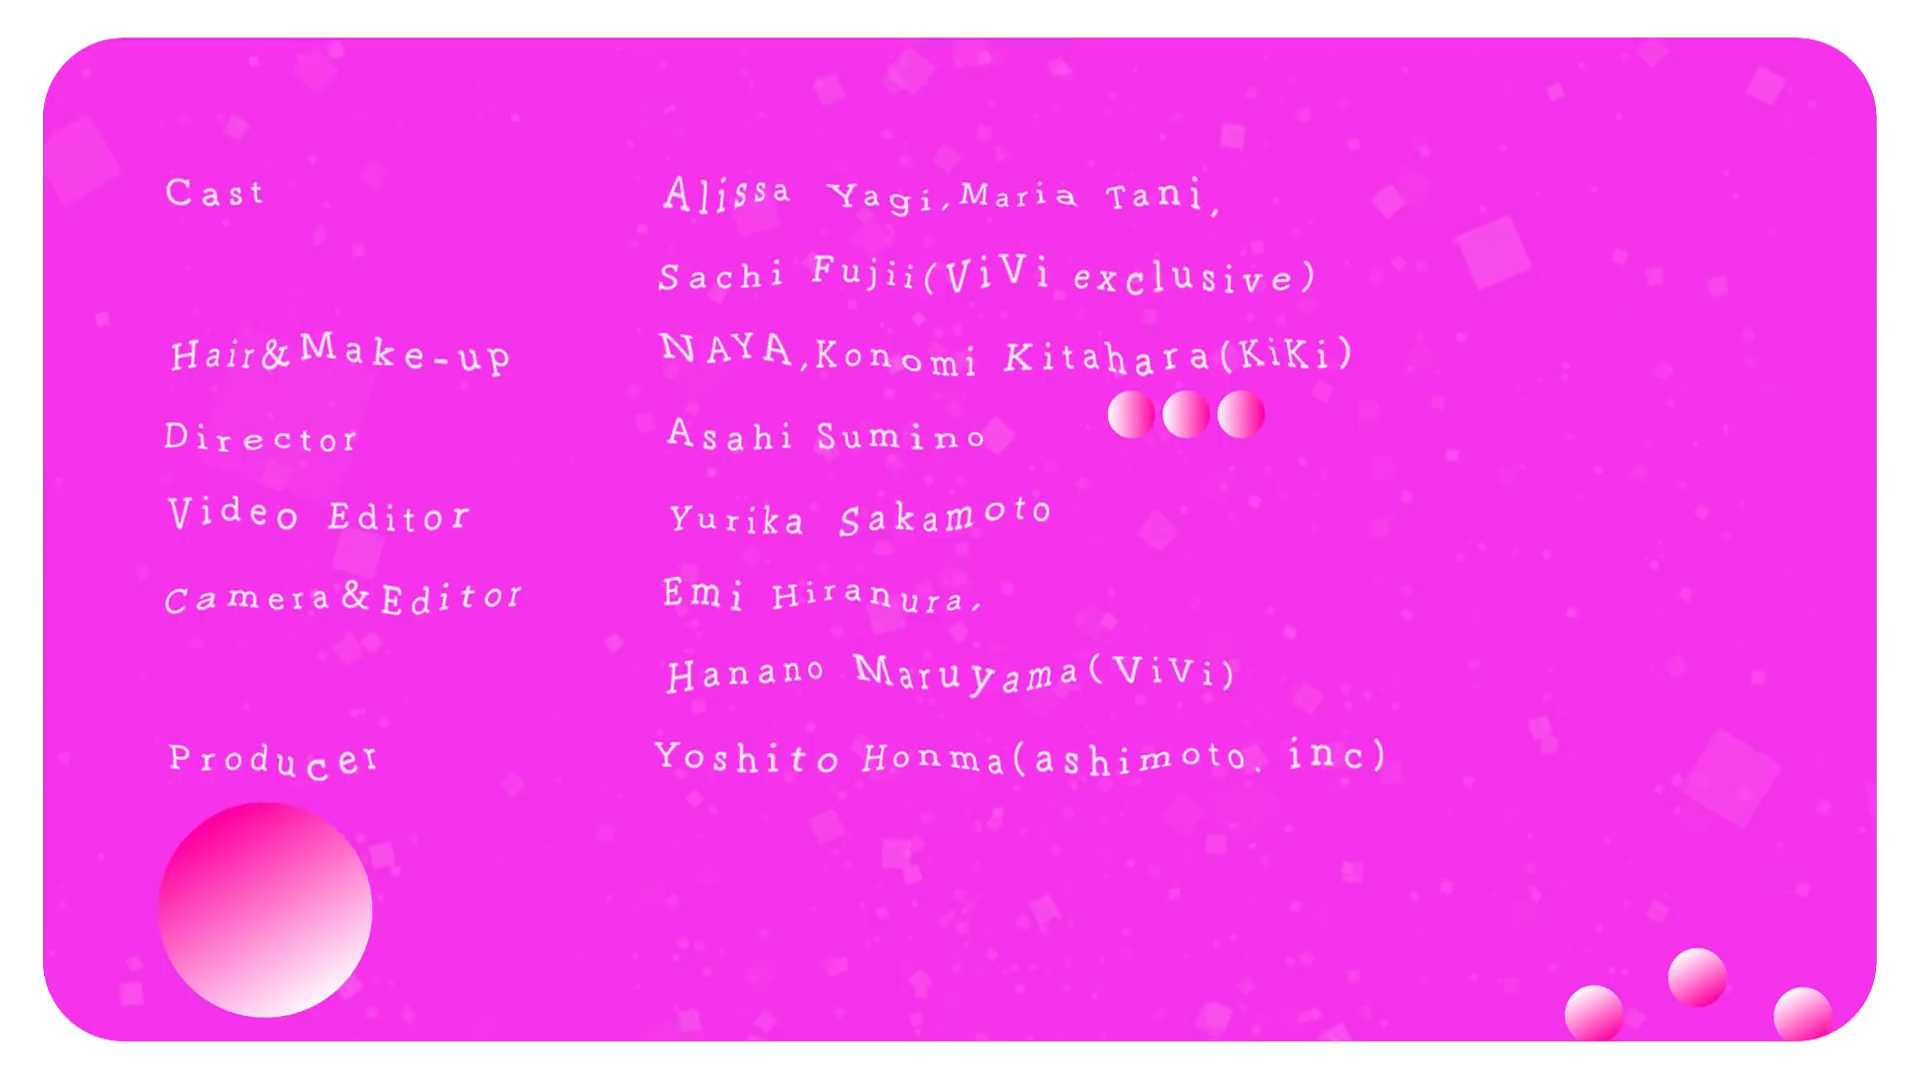 Cast Alissa Yagi,Maria Tani,
Sachi Fujii(ViVi exclusive)
Hair&Make-up NAYA,Konomi Kitahara(KiKi)
Director Asahi Sumino
Video Editor Yurika Sakamoto
Camera&Editor Emi Hiranura,
Hanano Maruyama(ViVi)
Producer Yoshito Honma(ashimoto. inc)